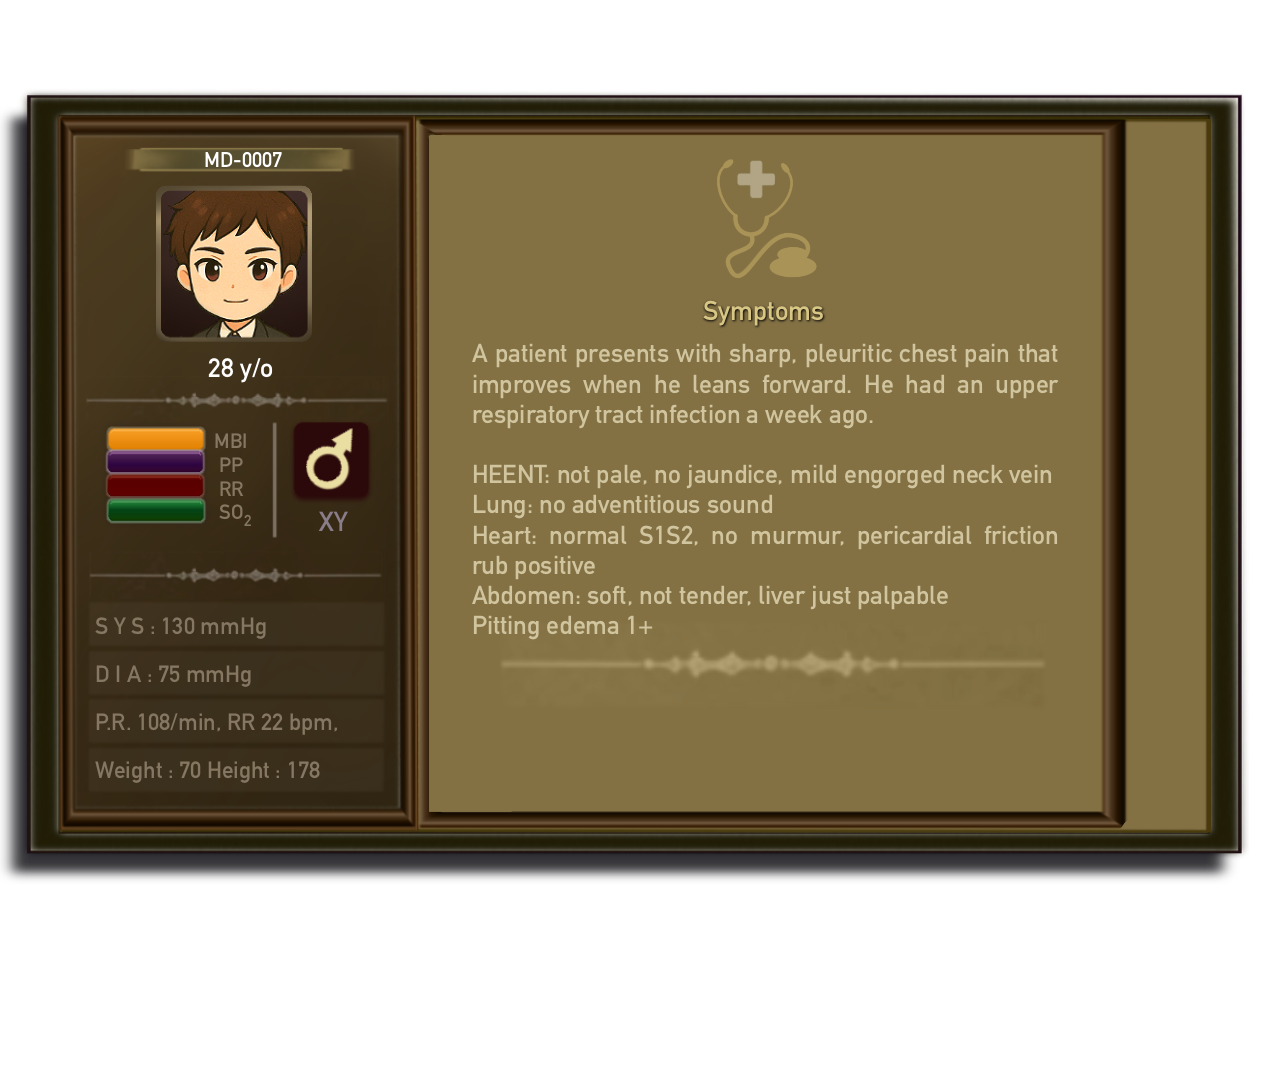 MD-0007
28 y/o
MBI
PP
RR
SO₂
XY
S Y S : 130 mmHg
D I A : 75 mmHg
P.R. 108/min, RR 22 bpm,
Weight : 70 Height : 178
Symptoms
A patient presents with sharp, pleuritic chest pain that
improves when he leans forward. He had an upper
respiratory tract infection a week ago.
HEENT: not pale, no jaundice, mild engorged neck vein
Lung: no adventitious sound
Heart: normal S1S2, no murmur, pericardial friction
rub positive
Abdomen: soft, not tender, liver just palpable
Pitting edema 1+